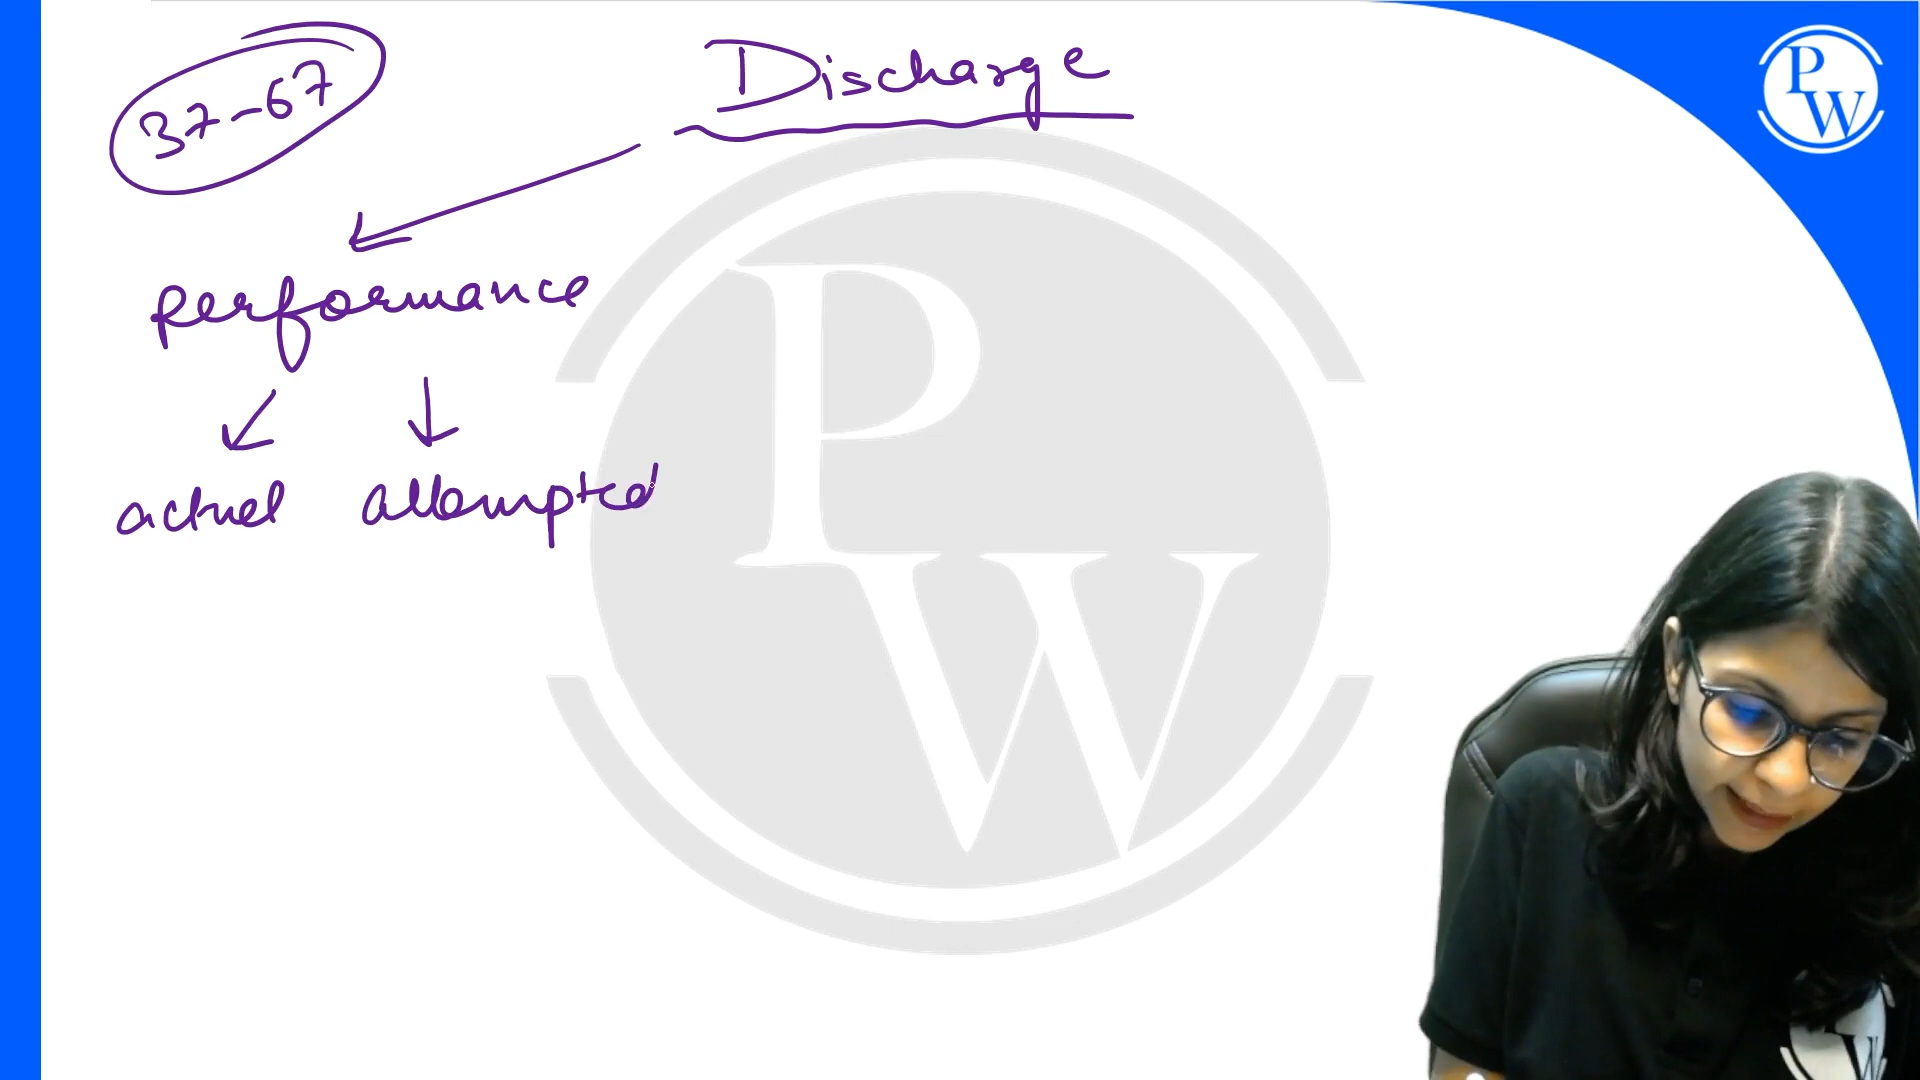 37-67
Discharge
performance
actual attempted
P
W
P
W
W